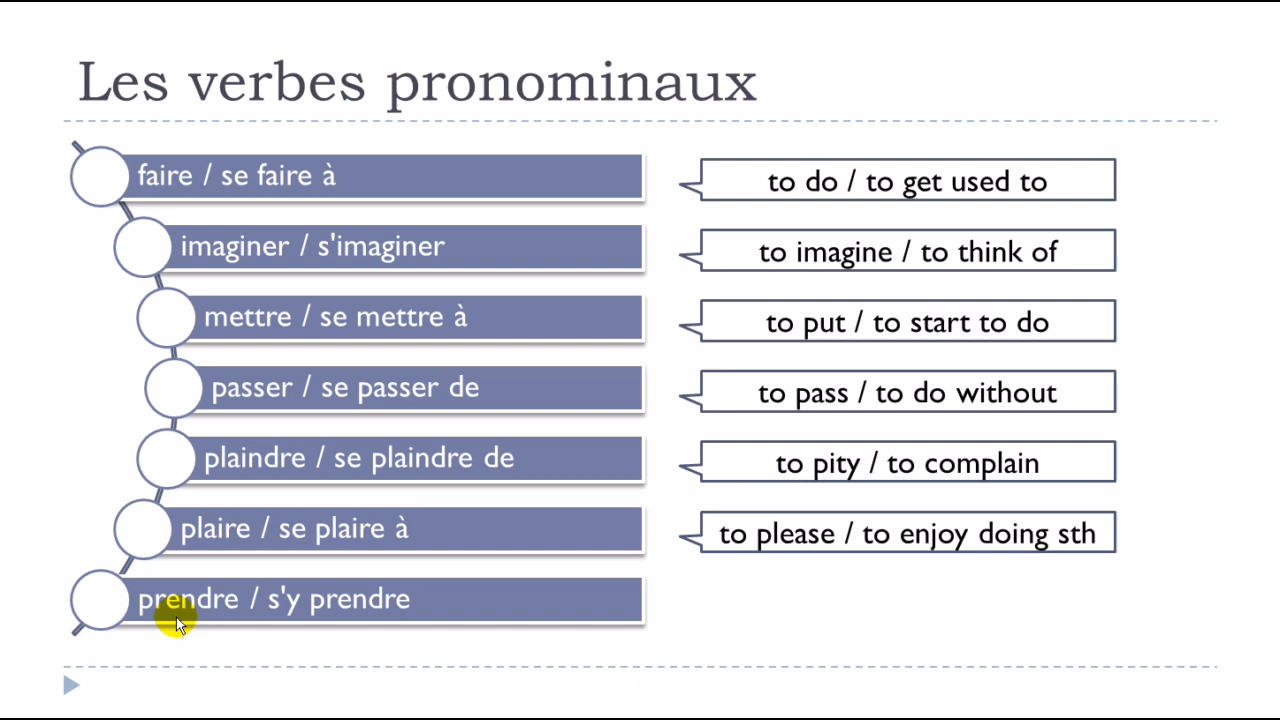 Les verbes pronominaux
faire / se faire à
to do / to get used to
imaginer / s'imaginer
to imagine / to think of
mettre / se mettre à
to put / to start to do
passer / se passer de
to pass / to do without
plaindre / se plaindre de
to pity / to complain
plaire / se plaire à
to please / to enjoy doing sth
prendre / s'y prendre